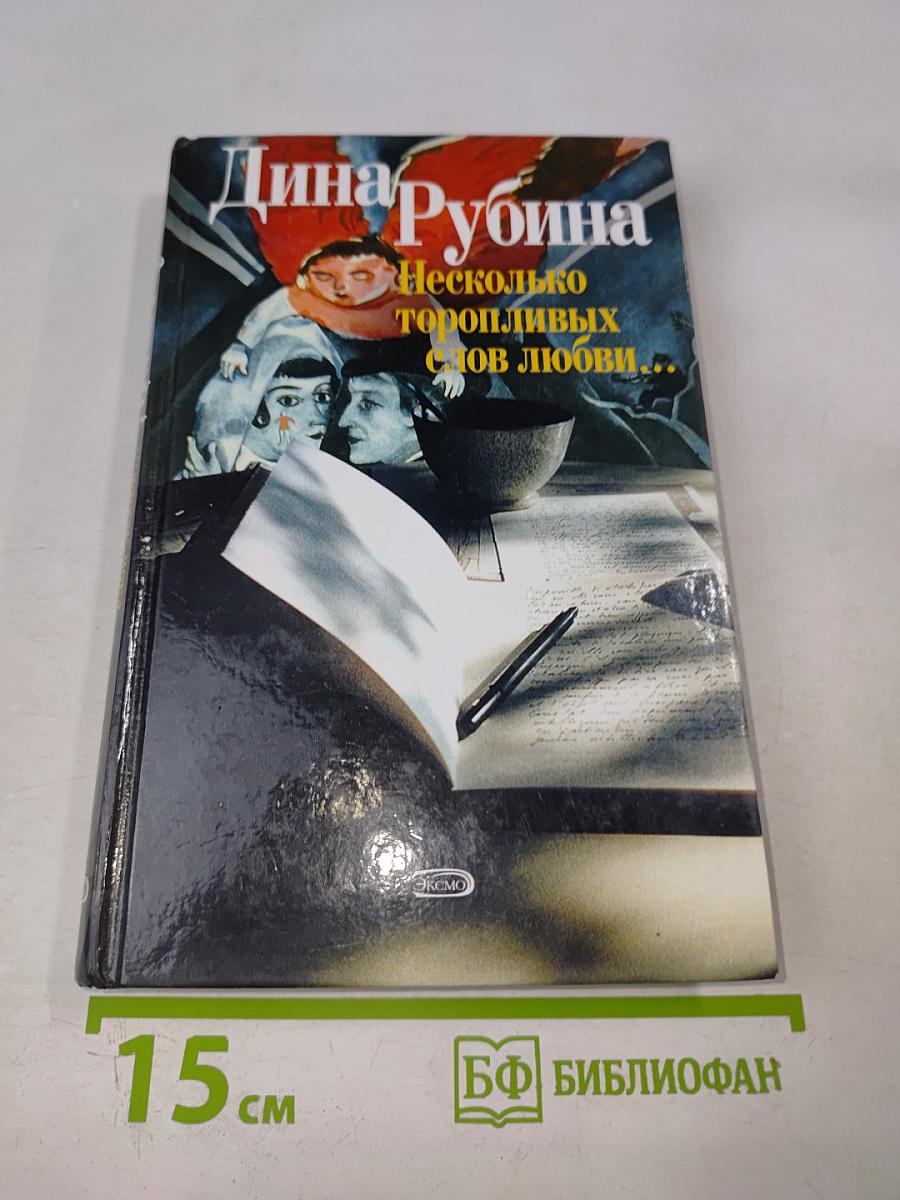 Дина
Рубина
Несколько
торопливых
слов любви...
ЭКСМО
15 см
БФ БИБЛИОФАН